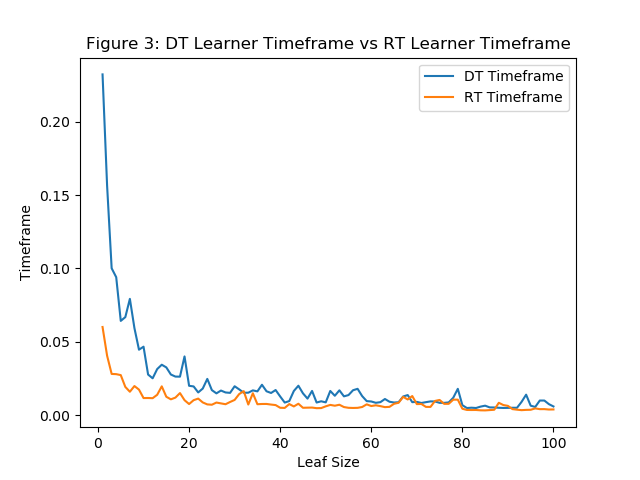 Figure 3: DT Learner Timeframe vs RT Learner Timeframe
DT Timeframe
RT Timeframe
0.20
0.15
0.10
0.05
0.00
Timeframe
0
20
40
60
80
100
Leaf Size